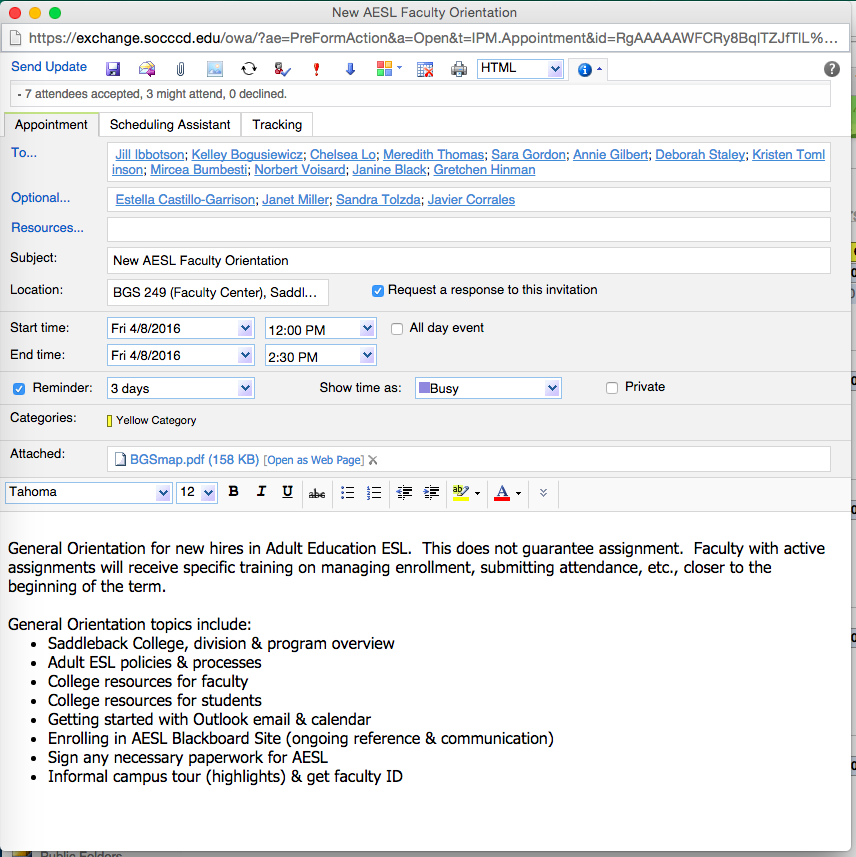 New AESL Faculty Orientation
https://exchange.socccd.edu/owa/?ae=PreFormAction&a=Open&t=IPM.Appointment&id=RgAAAAAWFCRy8BqlTZJfTlL%...
Send Update HTML
- 7 attendees accepted, 3 might attend, 0 declined.
Appointment Scheduling Assistant Tracking
To... Jill Ibbotson; Kelley Bogusiewicz; Chelsea Lo; Meredith Thomas; Sara Gordon; Annie Gilbert; Deborah Staley; Kristen Toml
inson; Mircea Bumbesti; Norbert Voisard; Janine Black; Gretchen Hinman
Optional... Estella Castillo-Garrison; Janet Miller; Sandra Tolzda; Javier Corrales
Resources...
Subject: New AESL Faculty Orientation
Location: BGS 249 (Faculty Center), Saddl... Request a response to this invitation
Start time: Fri 4/8/2016 12:00 PM All day event
End time: Fri 4/8/2016 2:30 PM
Reminder: 3 days Show time as: Busy Private
Categories: Yellow Category
Attached: BGSmap.pdf (158 KB) [Open as Web Page]
Tahoma 12 B I U abc ab A
General Orientation for new hires in Adult Education ESL. This does not guarantee assignment. Faculty with active
assignments will receive specific training on managing enrollment, submitting attendance, etc., closer to the
beginning of the term.
General Orientation topics include:
• Saddleback College, division & program overview
• Adult ESL policies & processes
• College resources for faculty
• College resources for students
• Getting started with Outlook email & calendar
• Enrolling in AESL Blackboard Site (ongoing reference & communication)
• Sign any necessary paperwork for AESL
• Informal campus tour (highlights) & get faculty ID
Public Folders